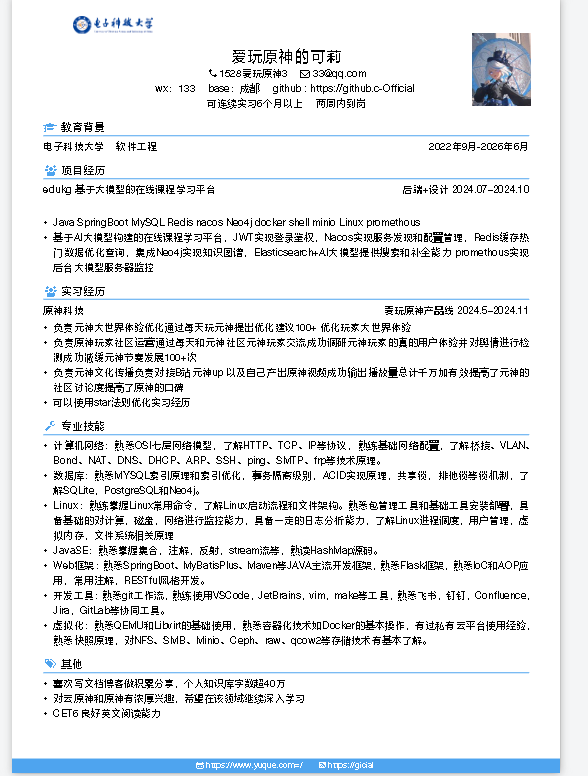 电子科技大学
爱玩原神的可莉
1528爱玩原神3 33@qq.com
wx: 133 base: 成都 github : https://github.c-Official
可连续实习6个月以上 两周内到岗
教育背景
电子科技大学 软件工程 2022年9月-2026年6月
项目经历
edukg 基于大模型的在线课程学习平台 后端+设计 2024.07–2024.10
• Java SpringBoot MySQL Redis nacos Neo4j docker shell minio Linux promethous
• 基于AI大模型构建的在线课程学习平台，JWT实现登录鉴权，Nacos实现服务发现和配置管理，Redis缓存热
门数据优化查询，集成Neo4j实现知识图谱，Elasticsearch+AI大模型提供搜索和补全能力 promethous实现
后台大模型服务器监控
实习经历
原神科技 爱玩原神产品线 2024.5–2024.11
• 负责元神大世界体验优化通过每天玩元神提出优化建议100+ 优化玩家大世界体验
• 负责原神玩家社区运营通过每天和元神社区元神玩家交流成功调研元神玩家的真的用户体验并对舆情进行检
测成功减缓元神节奏发展100+次
• 负责元神文化传播负责对接B站元神up 以及自己产出原神视频成功输出播放量总计千万加有效提高了元神的
社区讨论度提高了原神的口碑
• 可以使用star法则优化实习经历
专业技能
• 计算机网络：熟悉OSI七层网络模型，了解HTTP、TCP、IP等协议，熟练基础网络配置，了解桥接、VLAN、
Bond、NAT、DNS、DHCP、ARP、SSH、ping、SMTP、frp等技术原理。
• 数据库：熟悉MYSQL索引原理和索引优化，事务隔离级别，ACID实现原理，共享锁，排他锁等锁机制，了
解SQLite，PostgreSQL和Neo4j。
• Linux：熟练掌握Linux常用命令，了解Linux启动流程和文件架构。熟悉包管理工具和基础工具安装部署，具
备基础的对计算，磁盘，网络进行监控能力，具备一定的日志分析能力，了解Linux进程调度，用户管理，虚
拟内存，文件系统相关原理
• JavaSE：熟悉掌握集合，注解，反射，stream流等，熟读HashMap源码。
• Web框架：熟悉SpringBoot、MyBatisPlus、Maven等JAVA主流开发框架，熟悉Flask框架，熟悉IoC和AOP应
用，常用注解，RESTful风格开发。
• 开发工具：熟悉git工作流，熟练使用VSCode，JetBrains，vim，make等工具，熟悉飞书，钉钉，Confluence，
Jira，GitLab等协同工具。
• 虚拟化：熟悉QEMU和Libvirt的基础使用，熟悉容器化技术如Docker的基本操作，有过私有云平台使用经验，
熟悉快照原理，对NFS、SMB、Minio、Ceph、raw、qcow2等存储技术有基本了解。
其他
• 喜欢写文档博客做积累分享，个人知识库字数超40万
• 对云原神和原神有浓厚兴趣，希望在该领域继续深入学习
• CET6 良好英文阅读能力
https://www.yuque.com=/ https://gicial